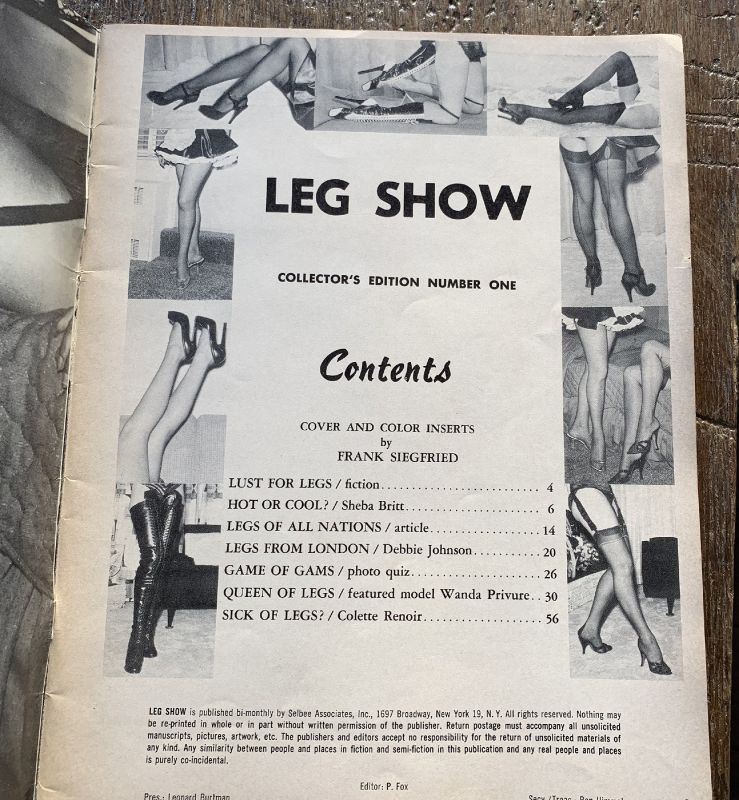 LEG SHOW
COLLECTOR'S EDITION NUMBER ONE
Contents
COVER AND COLOR INSERTS
by
FRANK SIEGFRIED
LUST FOR LEGS / fiction........................... 4
HOT OR COOL? / Sheba Britt....................... 6
LEGS OF ALL NATIONS / article................... 14
LEGS FROM LONDON / Debbie Johnson........... 20
GAME OF GAMS / photo quiz...................... 26
QUEEN OF LEGS / featured model Wanda Privure.. 30
SICK OF LEGS? / Colette Renoir.................... 56
LEG SHOW is published bi-monthly by Selbee Associates, Inc., 1697 Broadway, New York 19, N. Y. All rights reserved. Nothing may
be re-printed in whole or in part without written permission of the publisher. Return postage must accompany all unsolicited
manuscripts, pictures, artwork, etc. The publishers and editors accept no responsibility for the return of unsolicited materials of
any kind. Any similarity between people and places in fiction and semi-fiction in this publication and any real people and places
is purely co-incidental.
Editor: P. Fox
Pres.: Leonard Burtman